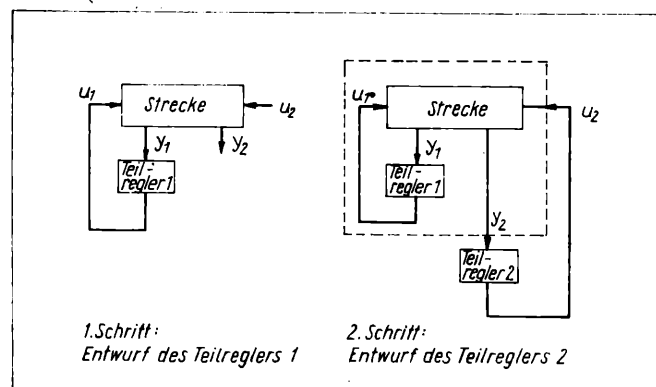 u₁
Strecke
u₂
y₁
y₂
Teil-
regler 1
1. Schritt:
Entwurf des Teilreglers 1
u₁
Strecke
u₂
y₁
Teil-
regler 1
y₂
Teil-
regler 2
2. Schritt:
Entwurf des Teilreglers 2